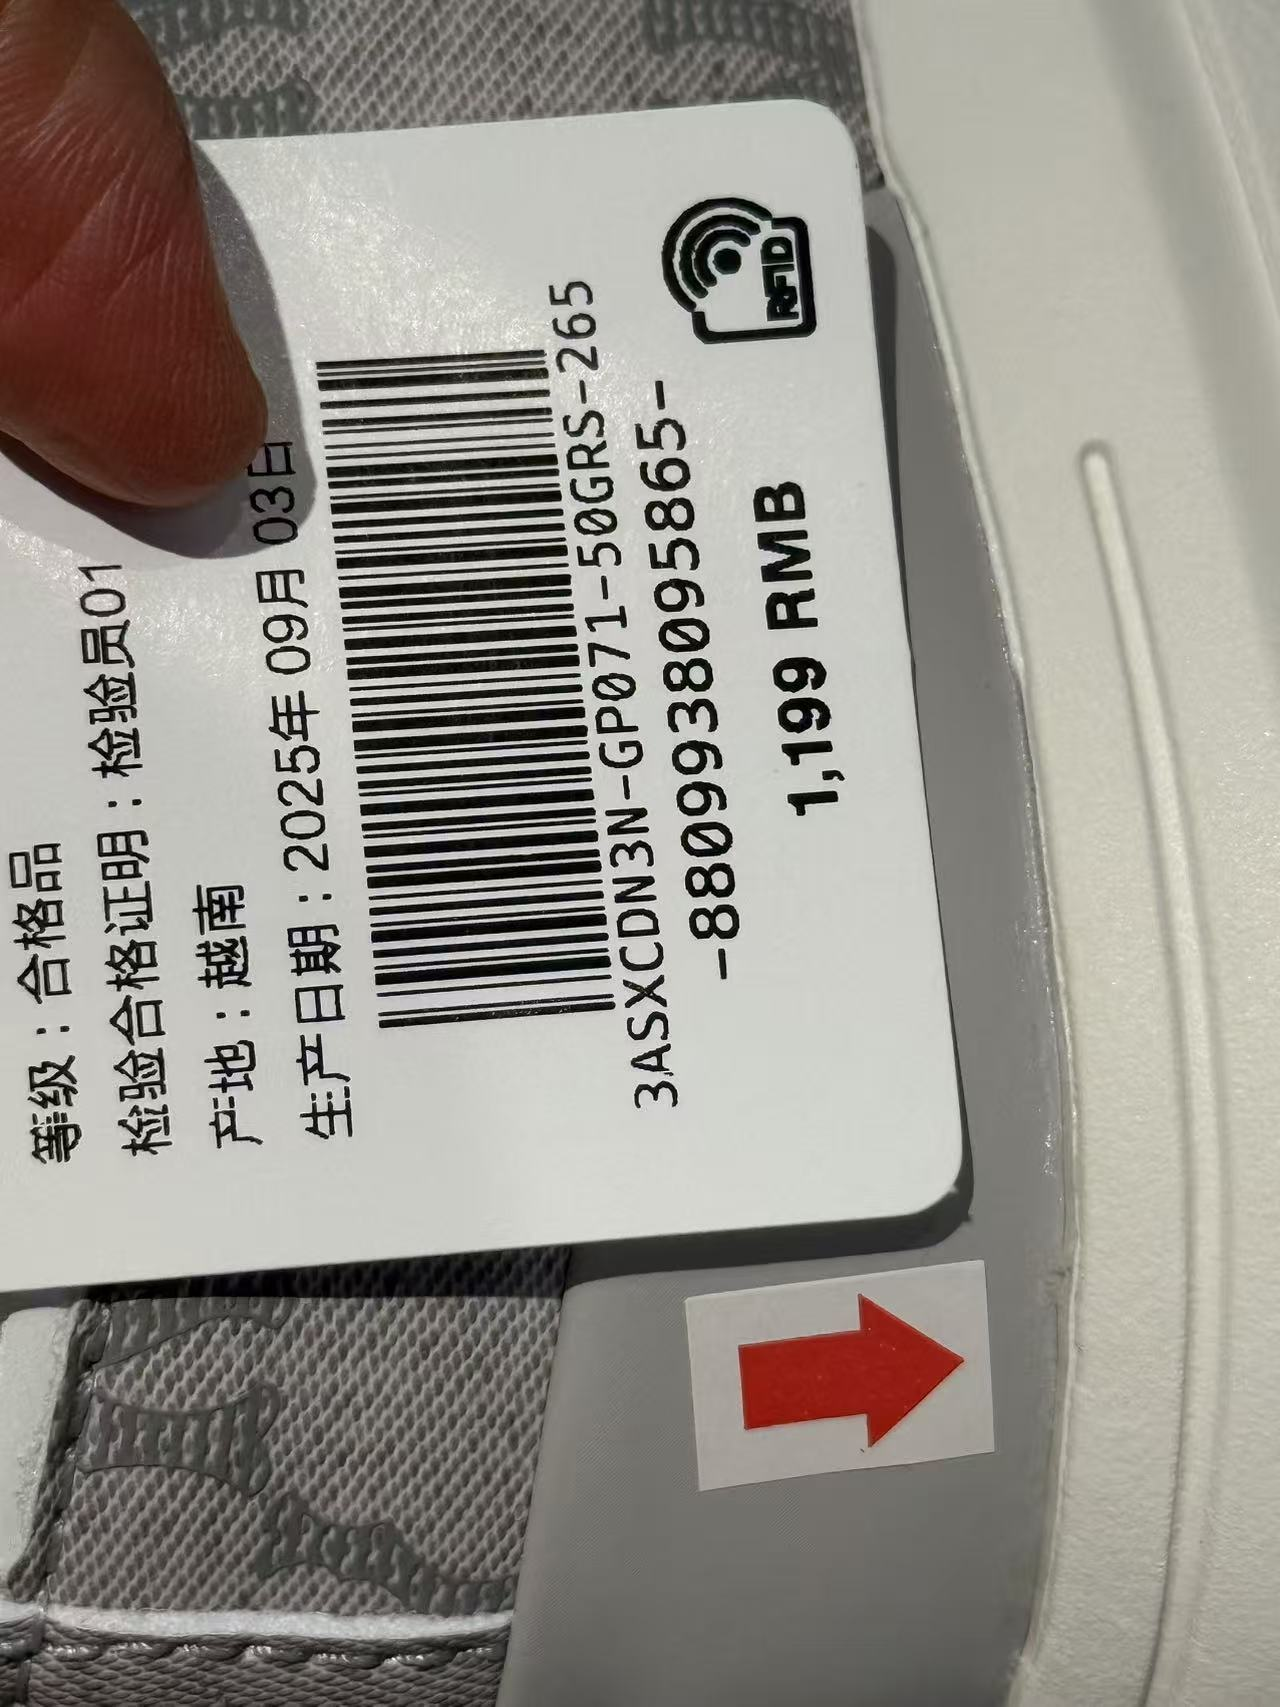 等级：合格品
检验合格证明：检验员01
产地：越南
生产日期：2025年 09月 03日
3ASXCDN3N-GP071-50GRS-265
-8809938095865-
1,199 RMB
RFID